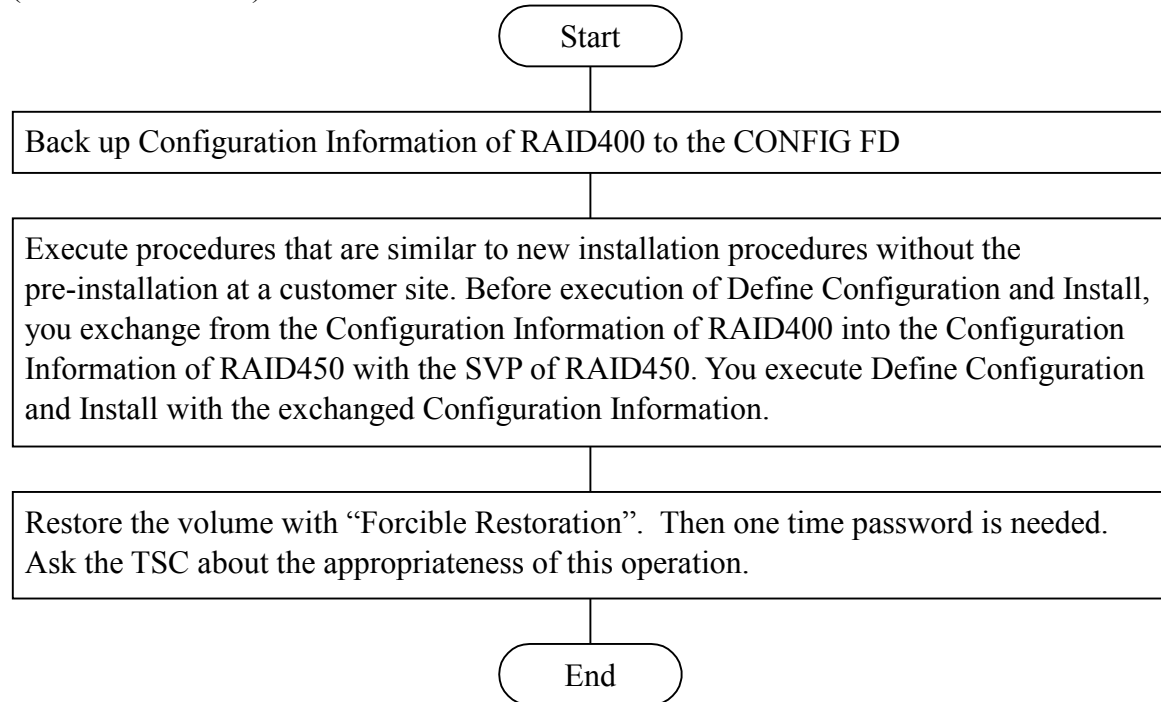 Start
Back up Configuration Information of RAID400 to the CONFIG FD
Execute procedures that are similar to new installation procedures without the
pre-installation at a customer site. Before execution of Define Configuration and Install,
you exchange from the Configuration Information of RAID400 into the Configuration
Information of RAID450 with the SVP of RAID450. You execute Define Configuration
and Install with the exchanged Configuration Information.
Restore the volume with “Forcible Restoration”.  Then one time password is needed.
Ask the TSC about the appropriateness of this operation.
End